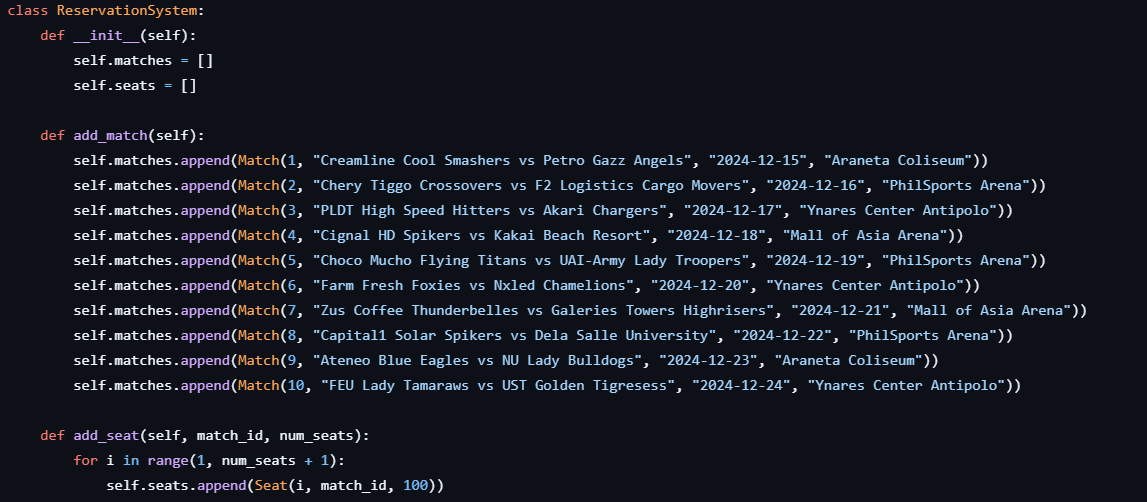 class ReservationSystem:
    def __init__(self):
        self.matches = []
        self.seats = []

    def add_match(self):
        self.matches.append(Match(1, "Creamline Cool Smashers vs Petro Gazz Angels", "2024-12-15", "Araneta Coliseum"))
        self.matches.append(Match(2, "Chery Tiggo Crossovers vs F2 Logistics Cargo Movers", "2024-12-16", "PhilSports Arena"))
        self.matches.append(Match(3, "PLDT High Speed Hitters vs Akari Chargers", "2024-12-17", "Ynares Center Antipolo"))
        self.matches.append(Match(4, "Cignal HD Spikers vs Kakai Beach Resort", "2024-12-18", "Mall of Asia Arena"))
        self.matches.append(Match(5, "Choco Mucho Flying Titans vs UAI-Army Lady Troopers", "2024-12-19", "PhilSports Arena"))
        self.matches.append(Match(6, "Farm Fresh Foxies vs Nxled Chamelions", "2024-12-20", "Ynares Center Antipolo"))
        self.matches.append(Match(7, "Zus Coffee Thunderbelles vs Galeries Towers Highrisers", "2024-12-21", "Mall of Asia Arena"))
        self.matches.append(Match(8, "Capital1 Solar Spikers vs Dela Salle University", "2024-12-22", "PhilSports Arena"))
        self.matches.append(Match(9, "Ateneo Blue Eagles vs NU Lady Bulldogs", "2024-12-23", "Araneta Coliseum"))
        self.matches.append(Match(10, "FEU Lady Tamaraws vs UST Golden Tigresess", "2024-12-24", "Ynares Center Antipolo"))

    def add_seat(self, match_id, num_seats):
        for i in range(1, num_seats + 1):
            self.seats.append(Seat(i, match_id, 100))